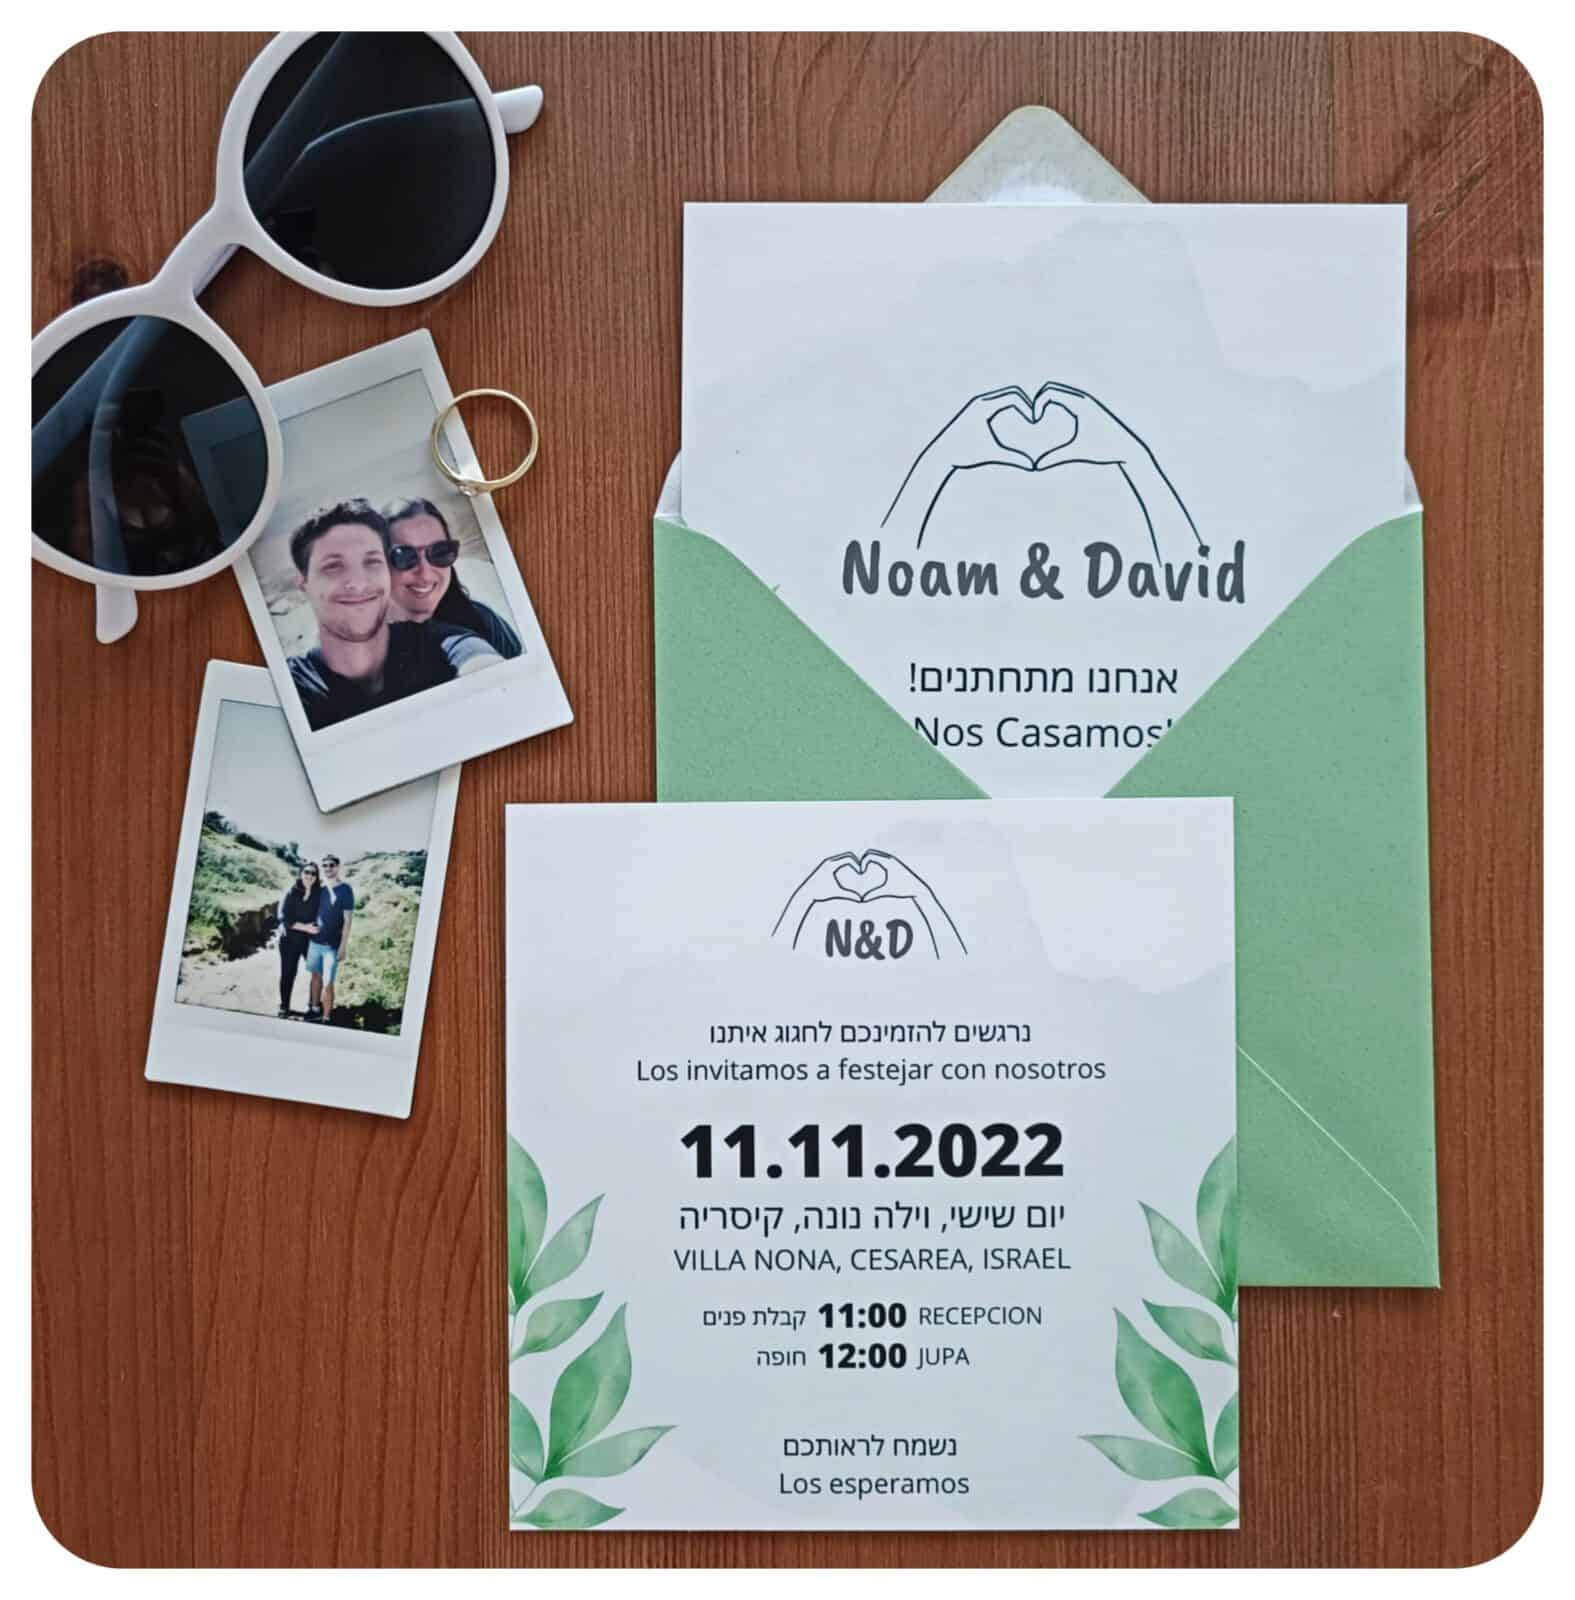 Noam & David
אנחנו מתחתנים!
Nos Casamos!
N&D
נרגשים להזמינכם לחגוג איתנו
Los invitamos a festejar con nosotros
11.11.2022
יום שישי, וילה נונה, קיסריה
VILLA NONA, CESAREA, ISRAEL
קבלת פנים 11:00 RECEPCION
חופה 12:00 JUPA
נשמח לראותכם
Los esperamos